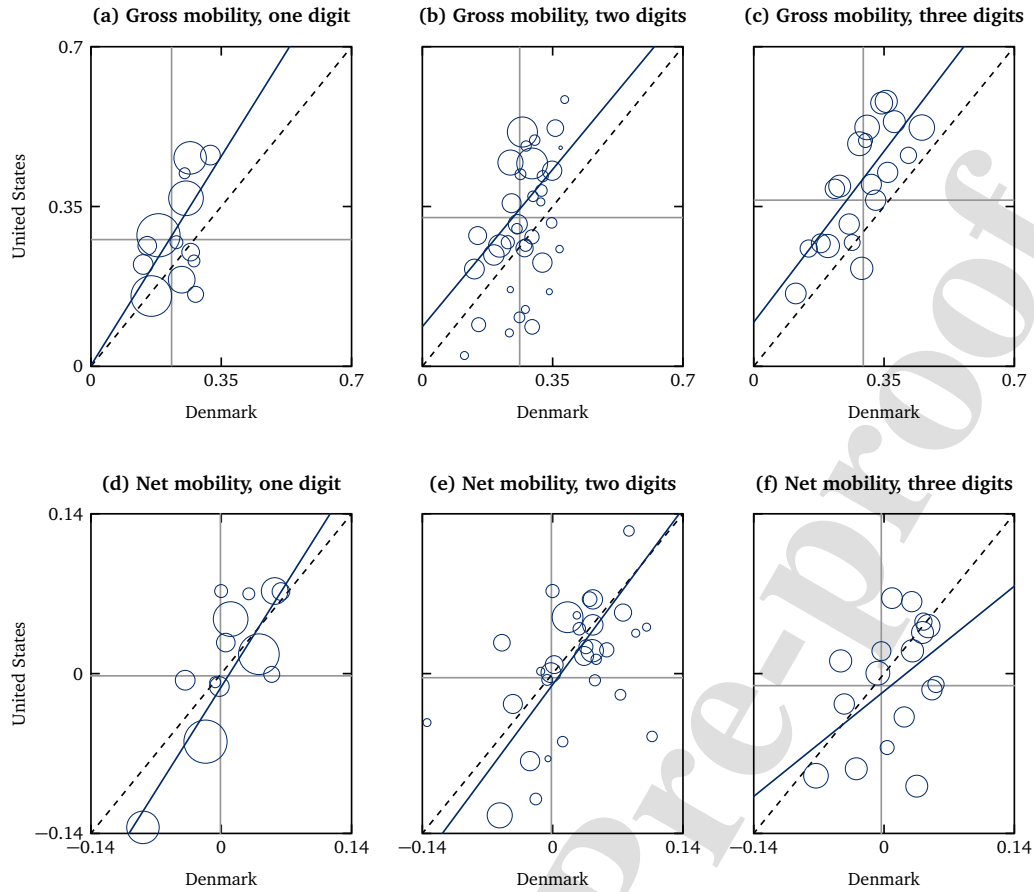 (a) Gross mobility, one digit
(b) Gross mobility, two digits
(c) Gross mobility, three digits
United States
0.7
0.35
0
0
0.35
0.7
Denmark
0
0.35
0.7
Denmark
0
0.35
0.7
Denmark
(d) Net mobility, one digit
(e) Net mobility, two digits
(f) Net mobility, three digits
United States
0.14
0
−0.14
−0.14
0
0.14
Denmark
−0.14
0
0.14
Denmark
−0.14
0
0.14
Denmark
pre-proof